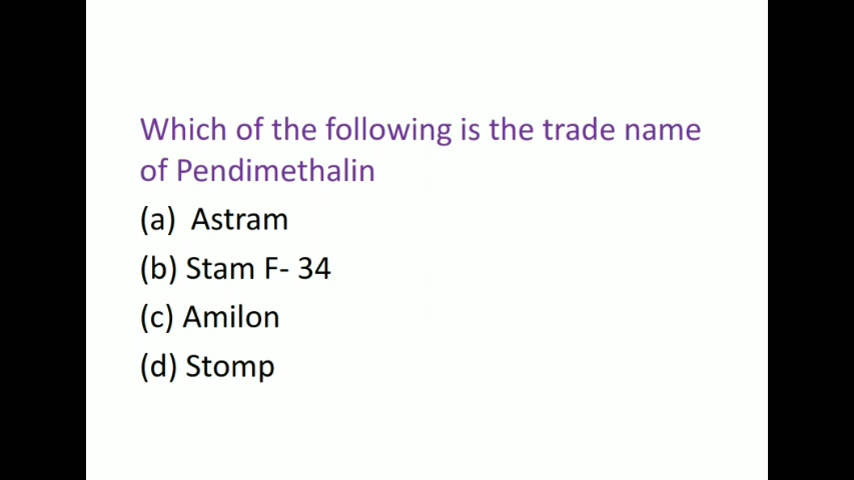 Which of the following is the trade name
of Pendimethalin
(a) Astram
(b) Stam F- 34
(c) Amilon
(d) Stomp